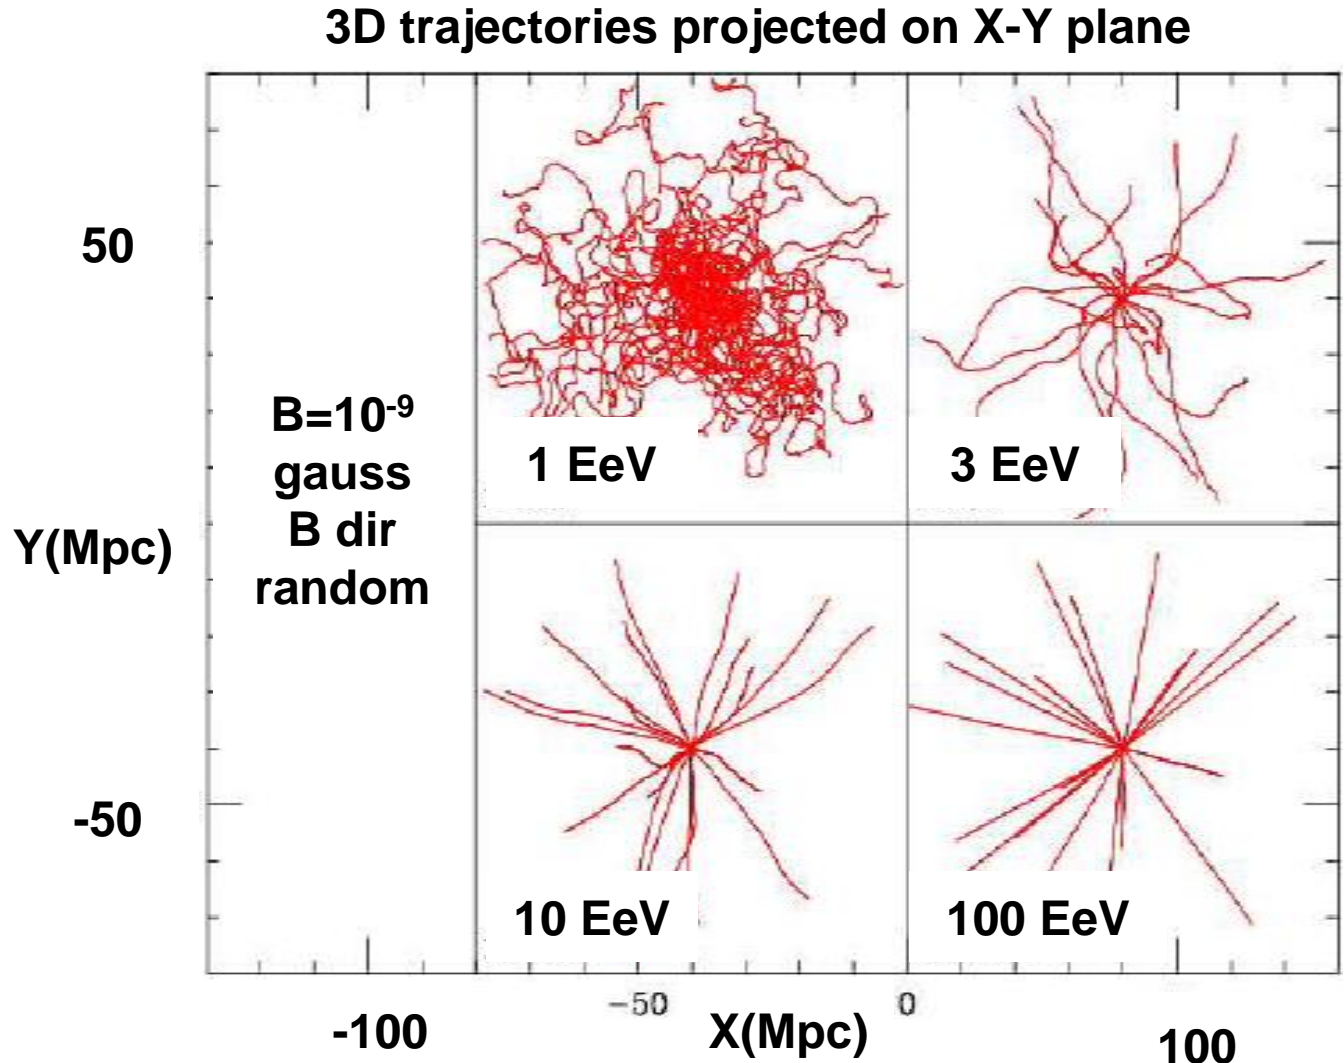 3D trajectories projected on X-Y plane
50
B=10⁻⁹
gauss
B dir
random
1 EeV
3 EeV
Y(Mpc)
-50
10 EeV
100 EeV
−50
0
-100
X(Mpc)
100